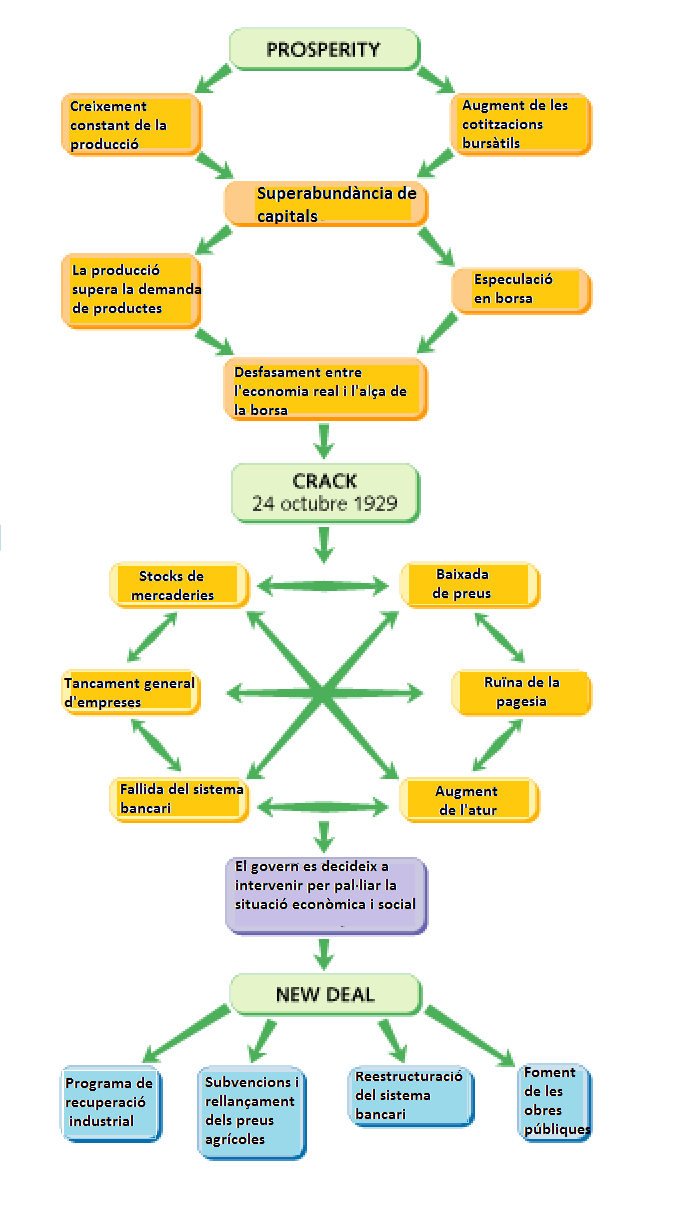 PROSPERITY
Creixement
constant de la
producció
Augment de les
cotitzacions
bursàtils
Superabundància de
capitals
La producció
supera la demanda
de productes
Especulació
en borsa
Desfasament entre
l'economia real i l'alça de
la borsa
CRACK
24 octubre 1929
Stocks de
mercaderies
Baixada
de preus
Tancament general
d'empreses
Ruïna de la
pagesia
Fallida del sistema
bancari
Augment
de l'atur
El govern es decideix a
intervenir per pal·liar la
situació econòmica i social
NEW DEAL
Programa de
recuperació
industrial
Subvencions i
rellançament
dels preus
agrícoles
Reestructuració
del sistema
bancari
Foment
de les
obres
públiques